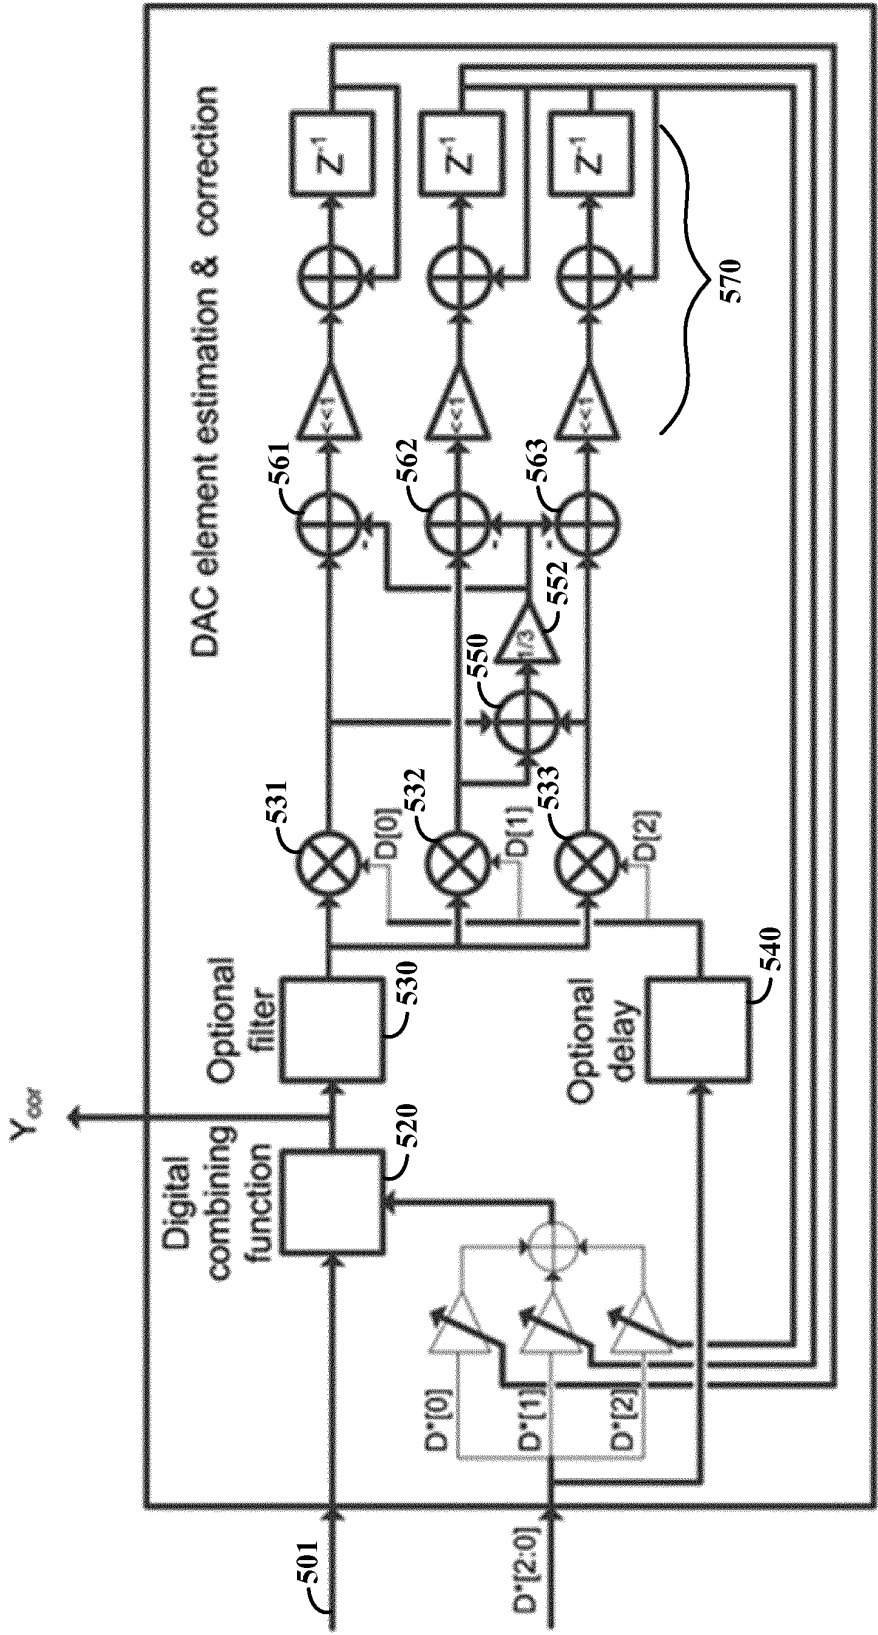 DAC element estimation & correction
Y_cor
Digital
combining
function
520
Optional
filter
530
501
D*[2:0]
D*[0]
D*[1]
D*[2]
Optional
delay
540
531
532
533
D[0]
D[1]
D[2]
550
1/3
552
561
562
563
-
-
-
<<1
<<1
<<1
Z⁻¹
Z⁻¹
Z⁻¹
570